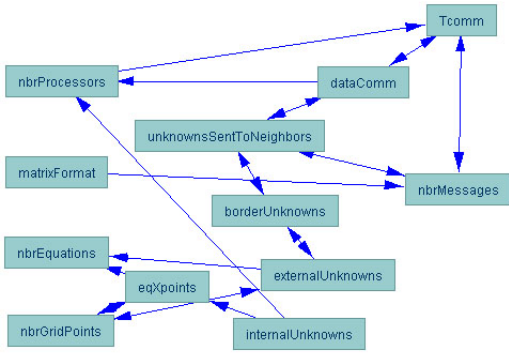 Tcomm
nbrProcessors
dataComm
unknownsSentToNeighbors
matrixFormat
nbrMessages
borderUnknowns
nbrEquations
externalUnknowns
eqXpoints
nbrGridPoints
internalUnknowns